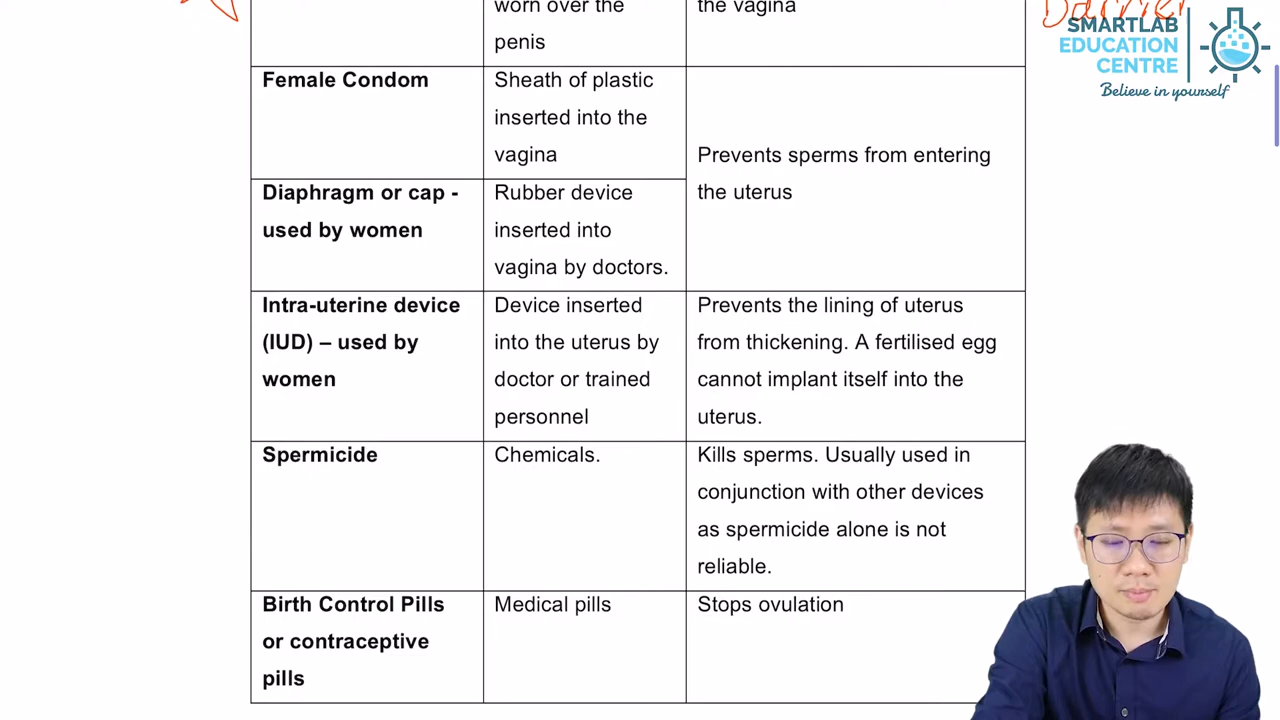 worn over the
penis
the vagina
Barrier
SMARTLAB
EDUCATION
CENTRE
Believe in yourself
Female Condom
Sheath of plastic
inserted into the
vagina
Prevents sperms from entering
the uterus
Diaphragm or cap -
used by women
Rubber device
inserted into
vagina by doctors.
Intra-uterine device
(IUD) – used by
women
Device inserted
into the uterus by
doctor or trained
personnel
Prevents the lining of uterus
from thickening. A fertilised egg
cannot implant itself into the
uterus.
Spermicide
Chemicals.
Kills sperms. Usually used in
conjunction with other devices
as spermicide alone is not
reliable.
Birth Control Pills
or contraceptive
pills
Medical pills
Stops ovulation